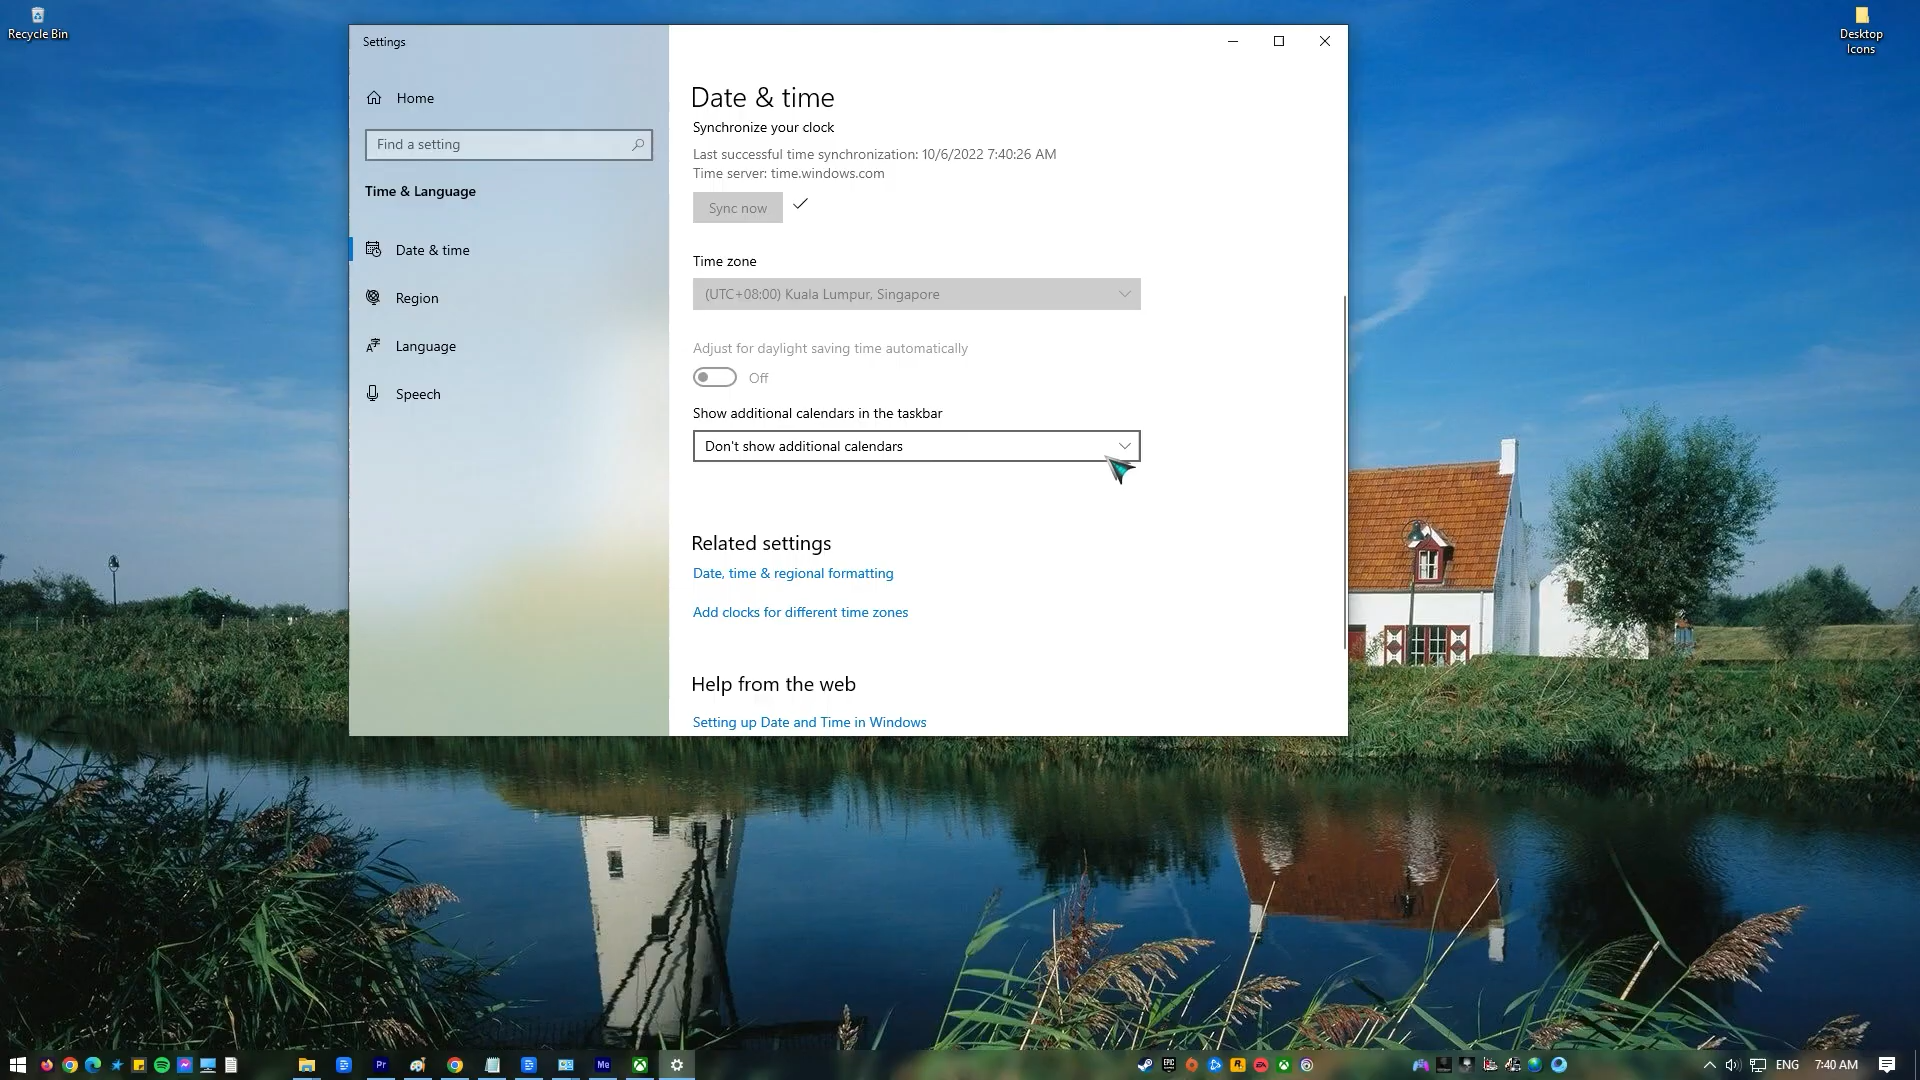 Recycle Bin
Desktop
Icons
Settings
Home
Find a setting
Time & Language
Date & time
Region
Language
Speech
Date & time
Synchronize your clock
Last successful time synchronization: 10/6/2022 7:40:26 AM
Time server: time.windows.com
Sync now
Time zone
(UTC+08:00) Kuala Lumpur, Singapore
Adjust for daylight saving time automatically
Off
Show additional calendars in the taskbar
Don't show additional calendars
Related settings
Date, time & regional formatting
Add clocks for different time zones
Help from the web
Setting up Date and Time in Windows
Pr
Me
EPIC
R
EA
ENG
7:40 AM